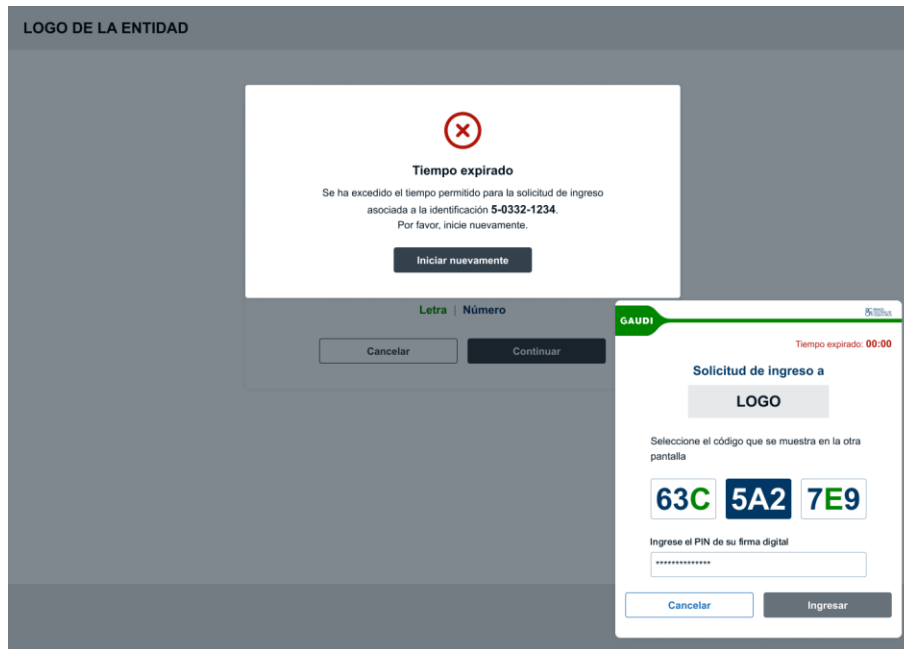 LOGO DE LA ENTIDAD
Tiempo expirado
Se ha excedido el tiempo permitido para la solicitud de ingreso
asociada a la identificación 5-0332-1234.
Por favor, inicie nuevamente.
Iniciar nuevamente
Letra | Número
Cancelar
Continuar
GAUDI
Tiempo expirado: 00:00
Solicitud de ingreso a
LOGO
Seleccione el código que se muestra en la otra
pantalla
63C 5A2 7E9
Ingrese el PIN de su firma digital
**************
Cancelar
Ingresar